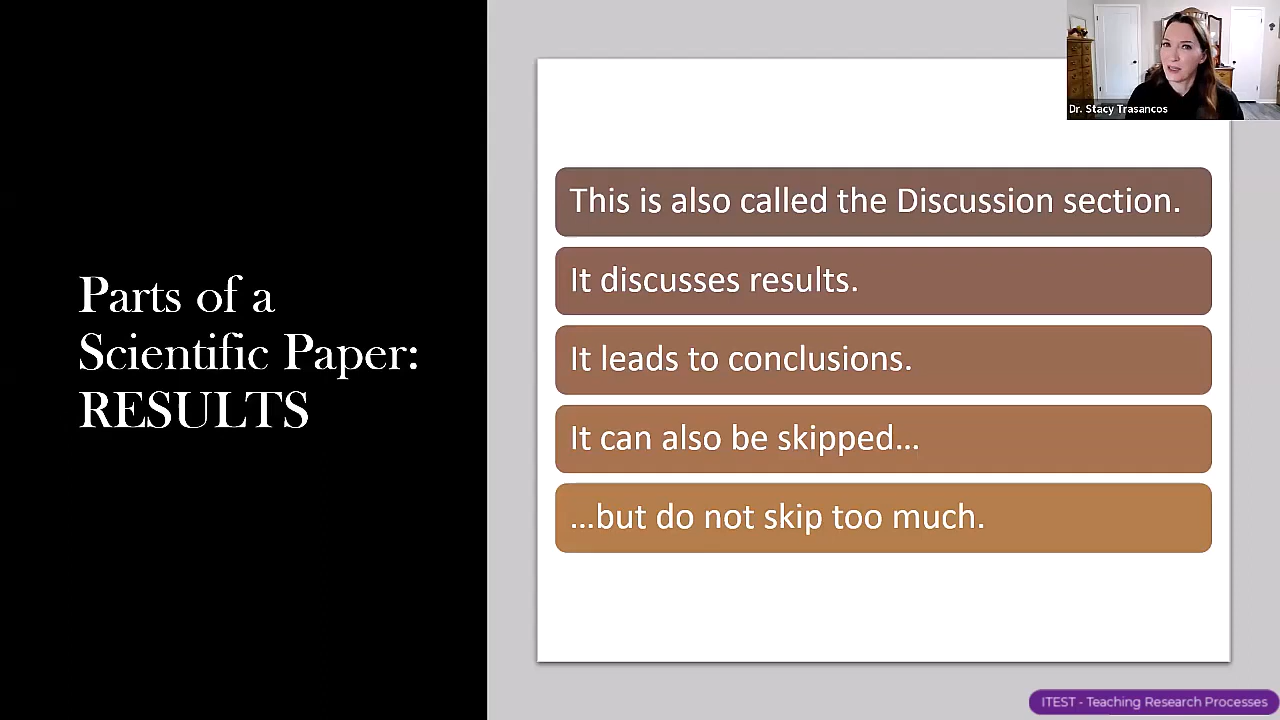 Parts of a
Scientific Paper:
RESULTS
This is also called the Discussion section.
It discusses results.
It leads to conclusions.
It can also be skipped...
...but do not skip too much.
Dr. Stacy Trasancos
ITEST - Teaching Research Processes